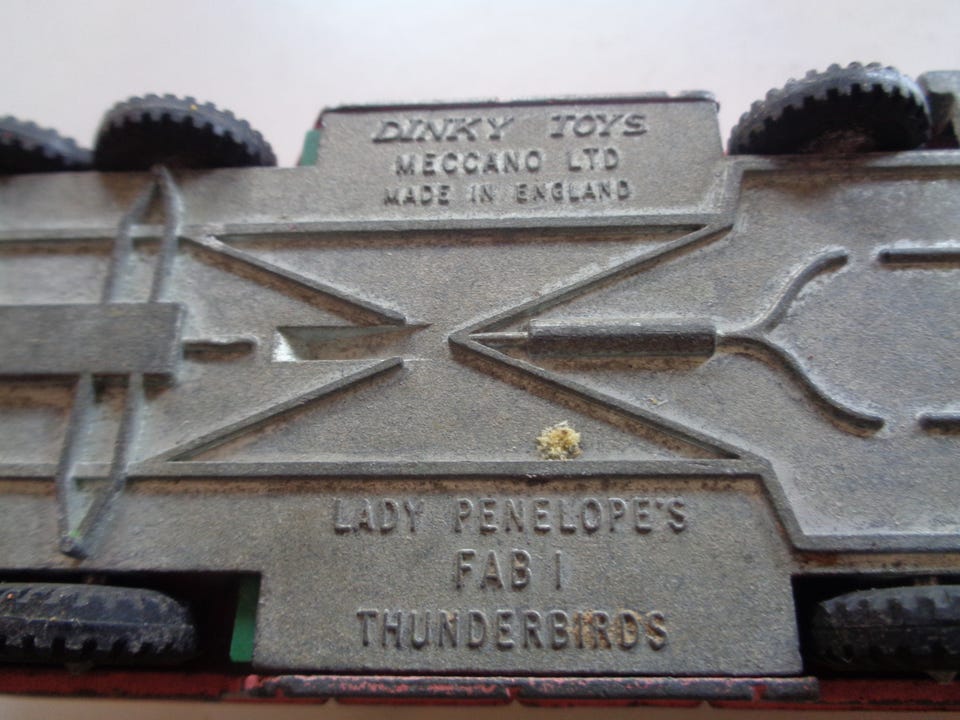 DINKY TOYS
MECCANO LTD
MADE IN ENGLAND
LADY PENELOPE'S
FAB 1
THUNDERBIRDS